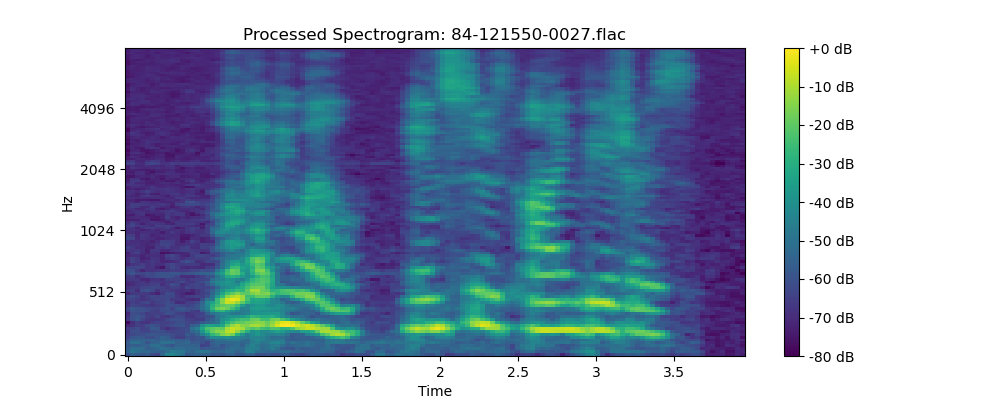 Processed Spectrogram: 84-121550-0027.flac
Hz
4096
2048
1024
512
0
0 0.5 1 1.5 2 2.5 3 3.5
Time
+0 dB
-10 dB
-20 dB
-30 dB
-40 dB
-50 dB
-60 dB
-70 dB
-80 dB